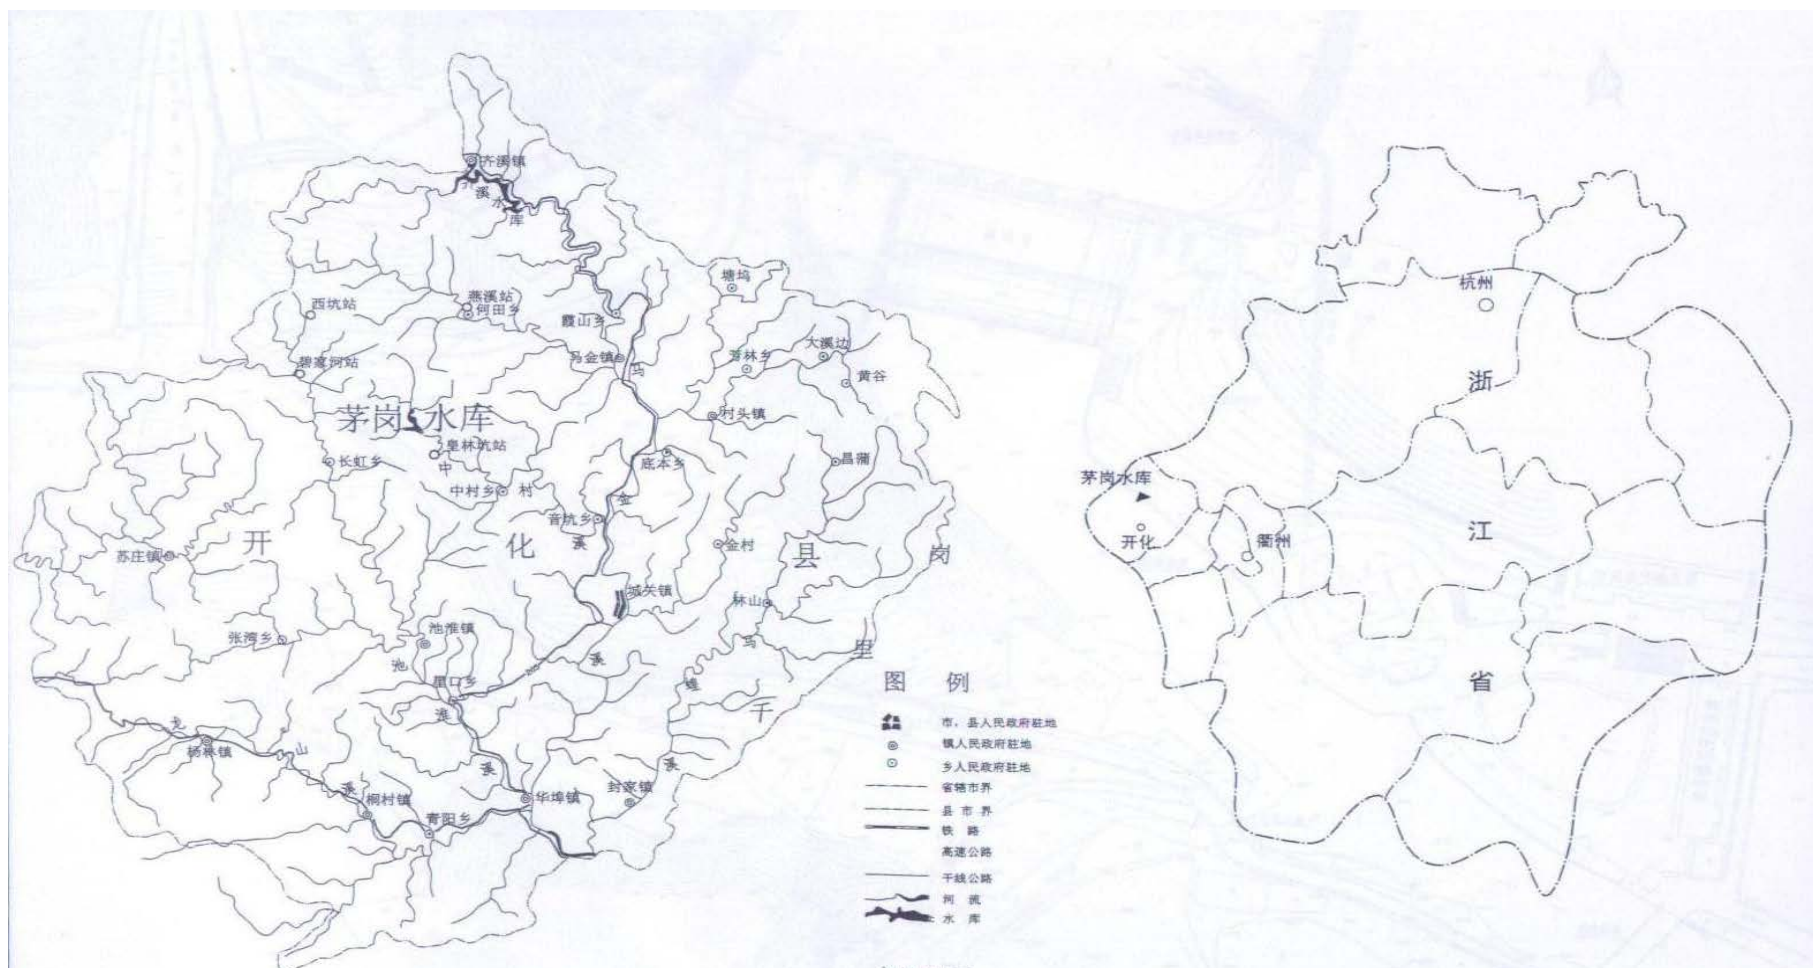 齐溪镇
齐
溪
水
库
塘坞
燕溪站
何田乡
西坑站
霞山乡
大溪边
马金镇
马
碧家河站
黄谷
村头镇
茅岗水库
皇林坑站
中
长虹乡
底本乡
昌蒲
中村乡
村
金
音坑乡
溪
金村
苏庄镇
开
化
县
岗
城关镇
林山
池淮镇
张湾乡
马
里
池
溪
星口乡
淮
千
龙
山
杨林镇
溪
溪
溪
桐村镇
华埠镇
封家镇
青阳乡
图 例
市，县人民政府驻地
镇人民政府驻地
乡人民政府驻地
省辖市界
县 市 界
铁 路
高速公路
干线公路
河 流
水 库
杭州
浙
茅岗水库
开化
衢州
江
省